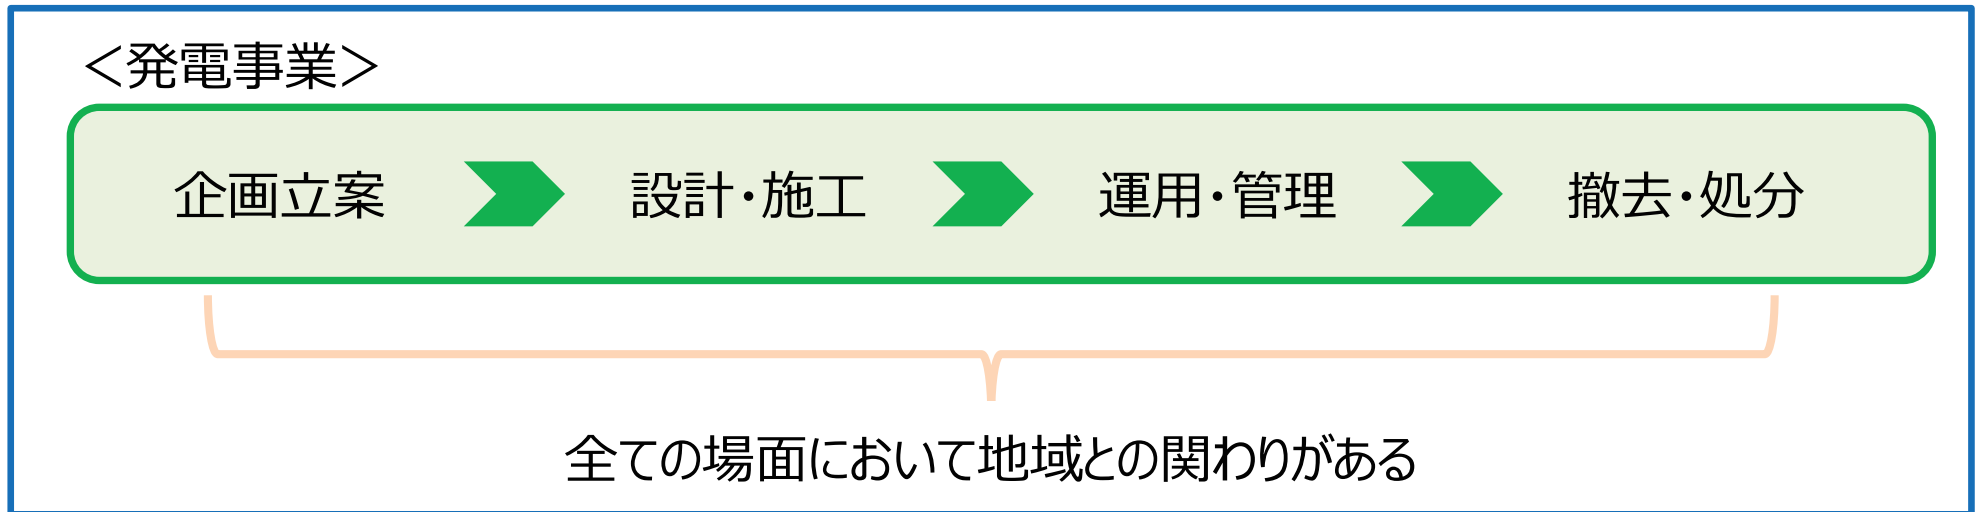 ＜発電事業＞
企画立案 設計・施工 運用・管理 撤去・処分
全ての場面において地域との関わりがある